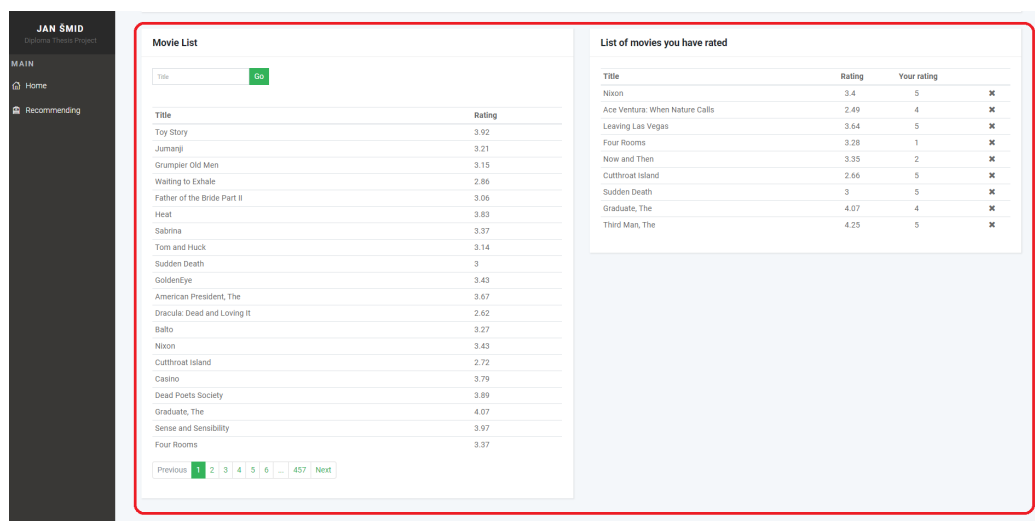 JAN ŠMID
Diploma Thesis Project
MAIN
Home
Recommending
Movie List
Title
Go
Title Rating
Toy Story 3.92
Jumanji 3.21
Grumpier Old Men 3.15
Waiting to Exhale 2.86
Father of the Bride Part II 3.06
Heat 3.83
Sabrina 3.37
Tom and Huck 3.14
Sudden Death 3
GoldenEye 3.43
American President, The 3.67
Dracula: Dead and Loving It 2.62
Balto 3.27
Nixon 3.43
Cutthroat Island 2.72
Casino 3.79
Dead Poets Society 3.89
Graduate, The 4.07
Sense and Sensibility 3.97
Four Rooms 3.37
Previous 1 2 3 4 5 6 ... 457 Next
List of movies you have rated
Title Rating Your rating
Nixon 3.4 5
Ace Ventura: When Nature Calls 2.49 4
Leaving Las Vegas 3.64 5
Four Rooms 3.28 1
Now and Then 3.35 2
Cutthroat Island 2.66 5
Sudden Death 3 5
Graduate, The 4.07 4
Third Man, The 4.25 5